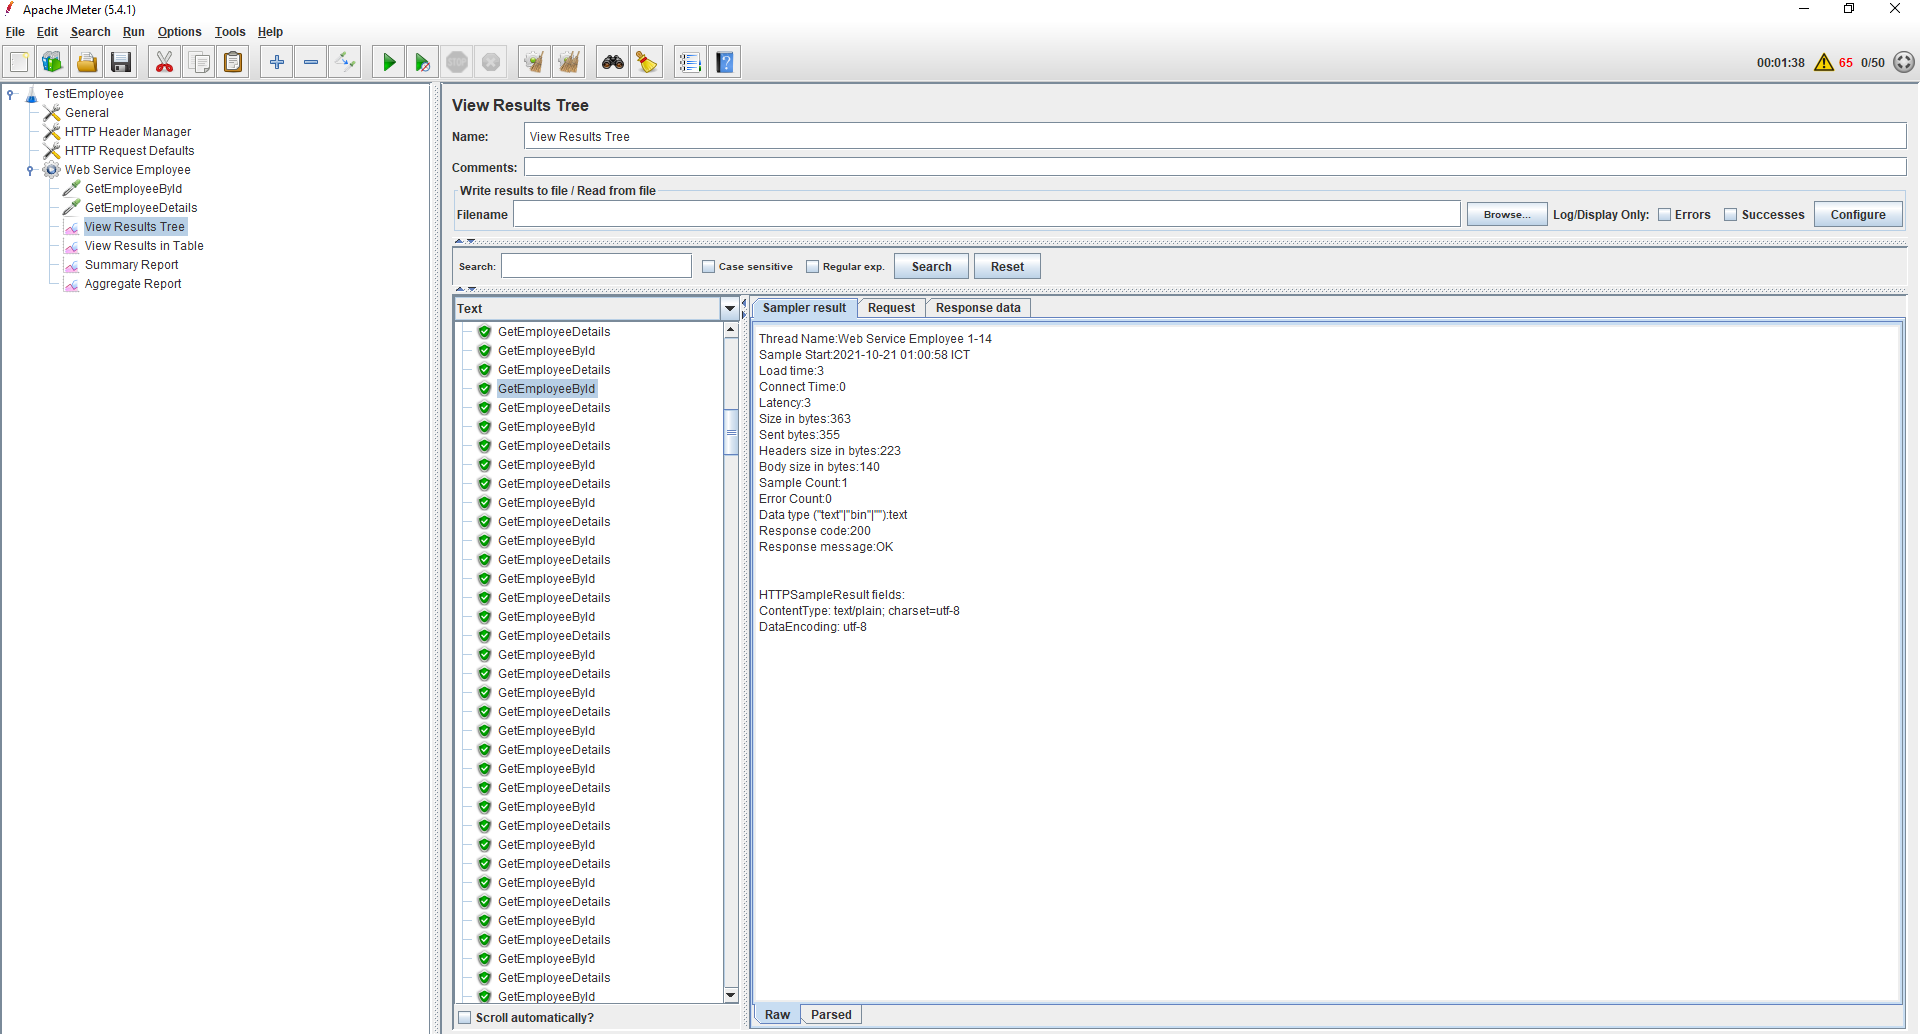 Apache JMeter (5.4.1)
File Edit Search Run Options Tools Help
STOP
00:01:38 65 0/50
TestEmployee
General
HTTP Header Manager
HTTP Request Defaults
Web Service Employee
GetEmployeeById
GetEmployeeDetails
View Results Tree
View Results in Table
Summary Report
Aggregate Report
View Results Tree
Name: View Results Tree
Comments:
Write results to file / Read from file
Filename Browse... Log/Display Only: Errors Successes Configure
Search: Case sensitive Regular exp. Search Reset
Text
GetEmployeeDetails
GetEmployeeById
GetEmployeeDetails
GetEmployeeById
GetEmployeeDetails
GetEmployeeById
GetEmployeeDetails
GetEmployeeById
GetEmployeeDetails
GetEmployeeById
GetEmployeeDetails
GetEmployeeById
GetEmployeeDetails
GetEmployeeById
GetEmployeeDetails
GetEmployeeById
GetEmployeeDetails
GetEmployeeById
GetEmployeeDetails
GetEmployeeById
GetEmployeeDetails
GetEmployeeById
GetEmployeeDetails
GetEmployeeById
GetEmployeeDetails
GetEmployeeById
GetEmployeeDetails
GetEmployeeById
GetEmployeeDetails
GetEmployeeById
GetEmployeeDetails
GetEmployeeById
GetEmployeeDetails
GetEmployeeById
GetEmployeeDetails
GetEmployeeById
Scroll automatically?
Sampler result Request Response data
Thread Name:Web Service Employee 1-14
Sample Start:2021-10-21 01:00:58 ICT
Load time:3
Connect Time:0
Latency:3
Size in bytes:363
Sent bytes:355
Headers size in bytes:223
Body size in bytes:140
Sample Count:1
Error Count:0
Data type ("text"|"bin"|""):text
Response code:200
Response message:OK
HTTPSampleResult fields:
ContentType: text/plain; charset=utf-8
DataEncoding: utf-8
Raw Parsed